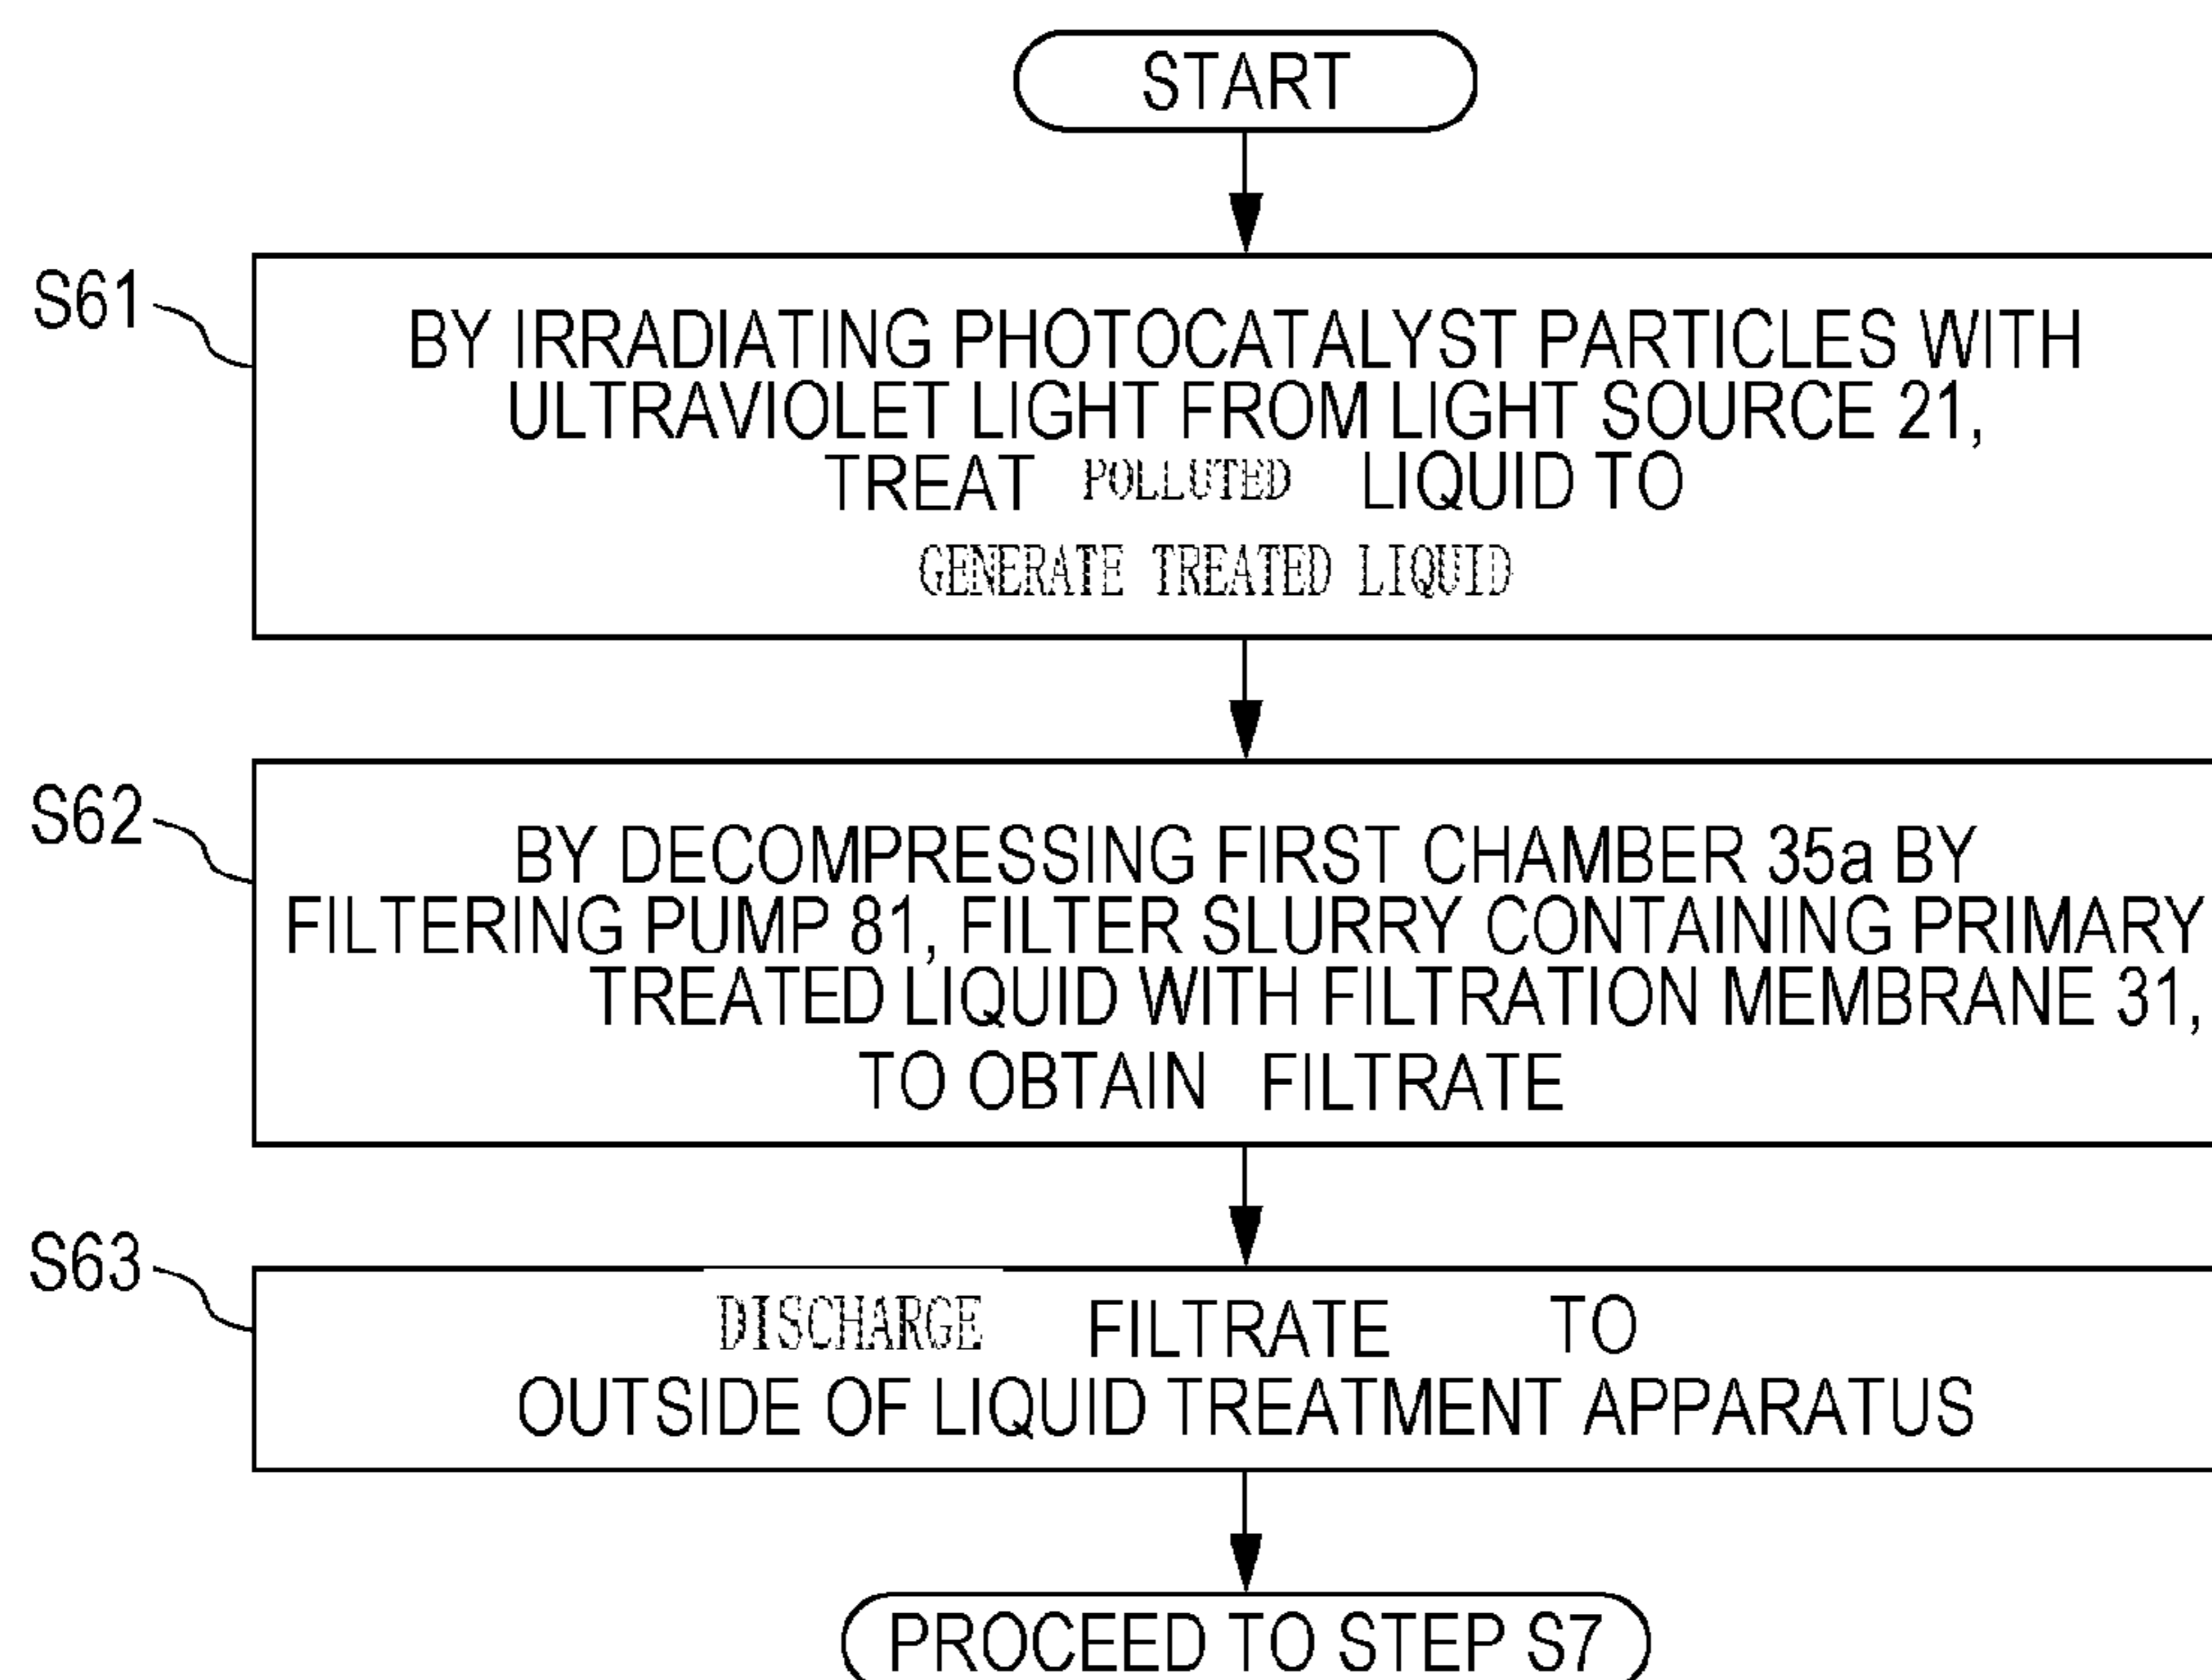 START
S61
BY IRRADIATING PHOTOCATALYST PARTICLES WITH
ULTRAVIOLET LIGHT FROM LIGHT SOURCE 21,
TREAT POLLUTED LIQUID TO
GENERATE TREATED LIQUID
S62
BY DECOMPRESSING FIRST CHAMBER 35a BY
FILTERING PUMP 81, FILTER SLURRY CONTAINING PRIMARY
TREATED LIQUID WITH FILTRATION MEMBRANE 31,
TO OBTAIN FILTRATE
S63
DISCHARGE FILTRATE TO
OUTSIDE OF LIQUID TREATMENT APPARATUS
PROCEED TO STEP S7